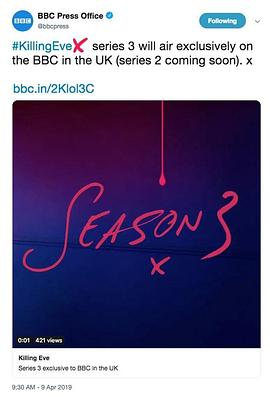 BBC Press Office
@bbcpress
Following
#KillingEve series 3 will air exclusively on
the BBC in the UK (series 2 coming soon). x
bbc.in/2Klol3C
SEASON 3
x
0:01 421 views
Killing Eve
Series 3 exclusive to BBC in the UK
9:30 AM - 9 Apr 2019